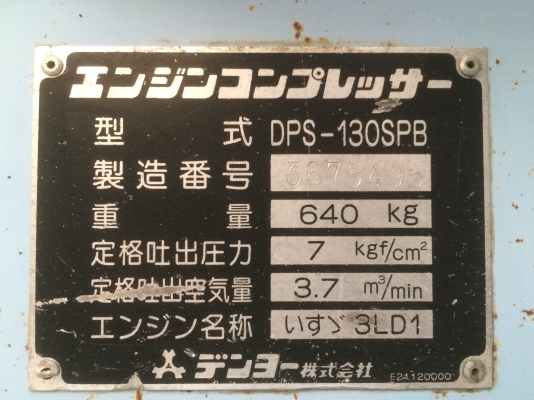 エンジンコンプレッサー
型式 DPS-130SPB
製造番号 3675495
重量 640 kg
定格吐出圧力 7 kgf/cm²
定格吐出空気量 3.7 m³/min
エンジン名称 いすゞ 3LD1
デンヨー株式会社 E24120000